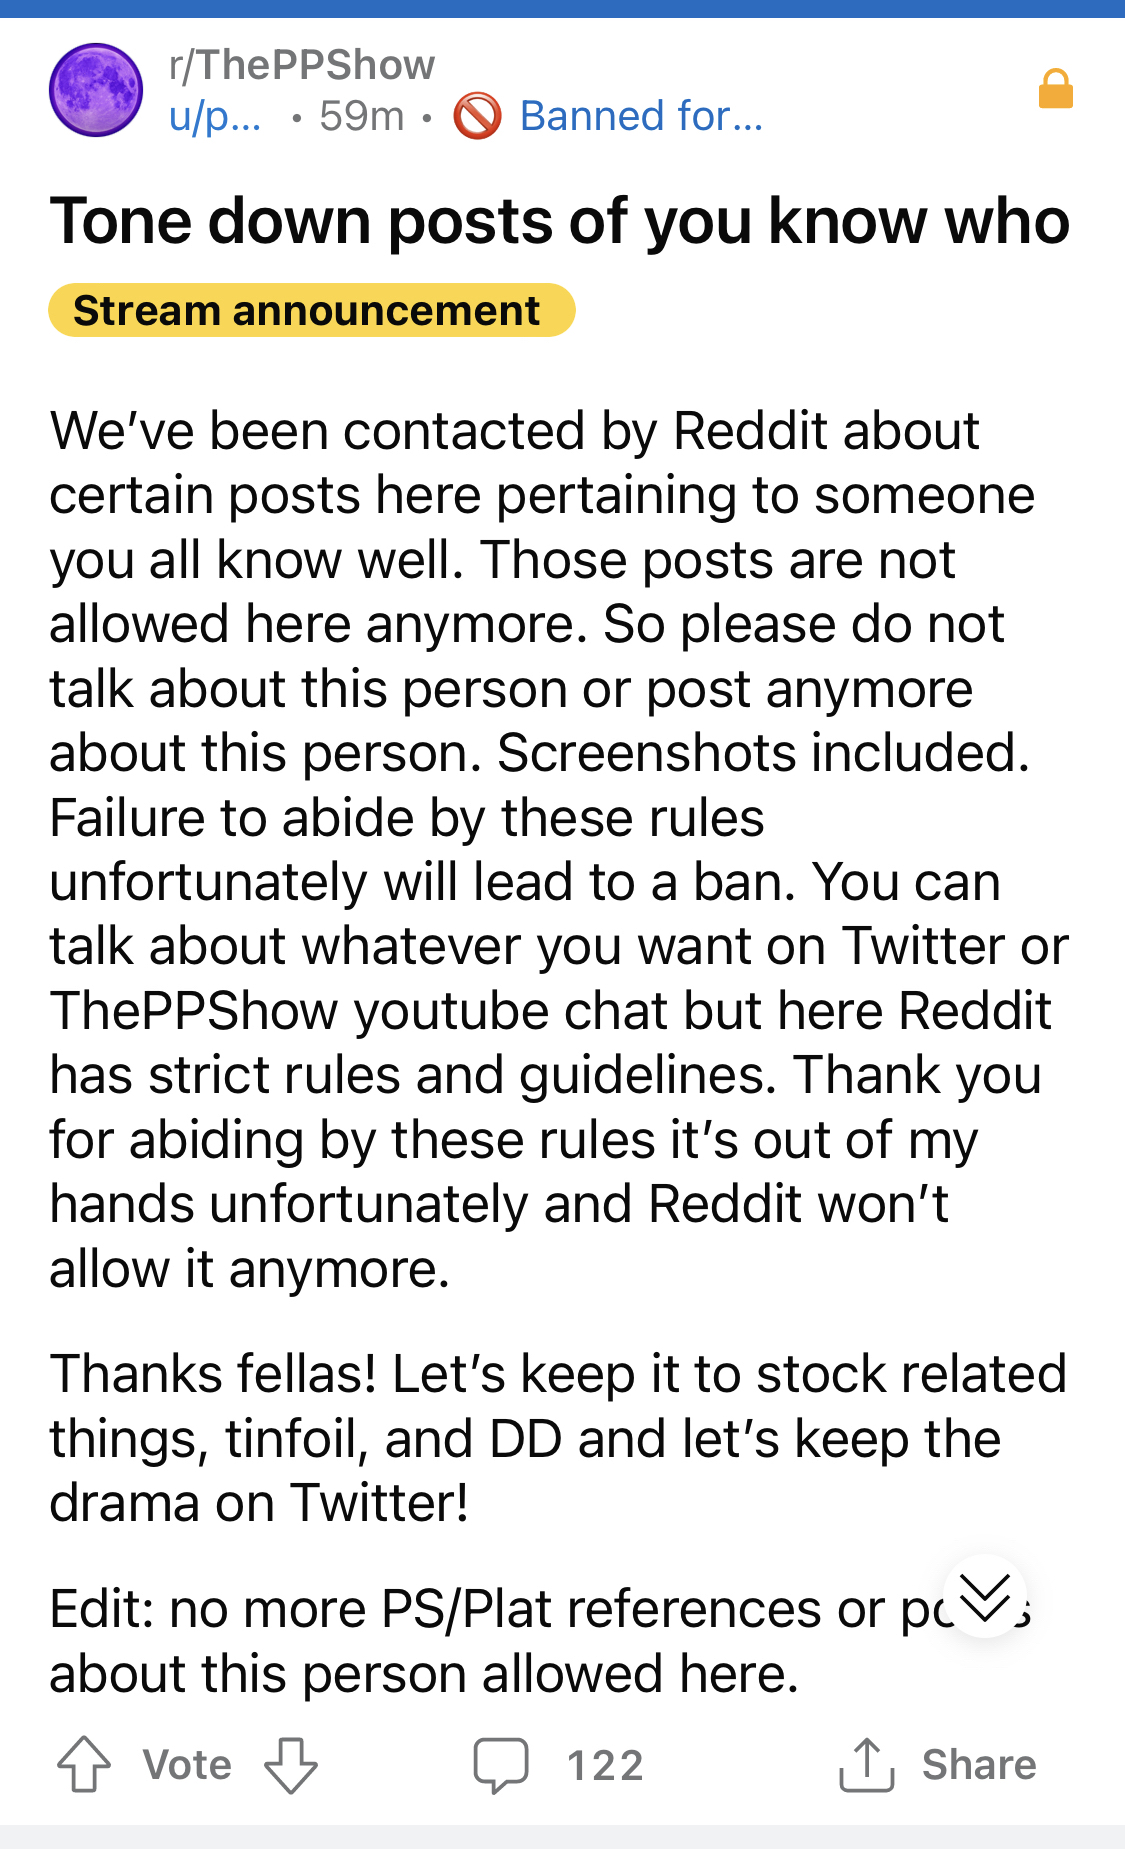 r/ThePPShow
u/p... • 59m • 🚫 Banned for...
Tone down posts of you know who
Stream announcement
We’ve been contacted by Reddit about
certain posts here pertaining to someone
you all know well. Those posts are not
allowed here anymore. So please do not
talk about this person or post anymore
about this person. Screenshots included.
Failure to abide by these rules
unfortunately will lead to a ban. You can
talk about whatever you want on Twitter or
ThePPShow youtube chat but here Reddit
has strict rules and guidelines. Thank you
for abiding by these rules it’s out of my
hands unfortunately and Reddit won’t
allow it anymore.
Thanks fellas! Let’s keep it to stock related
things, tinfoil, and DD and let’s keep the
drama on Twitter!
Edit: no more PS/Plat references or
about this person allowed here.
Vote 122 Share